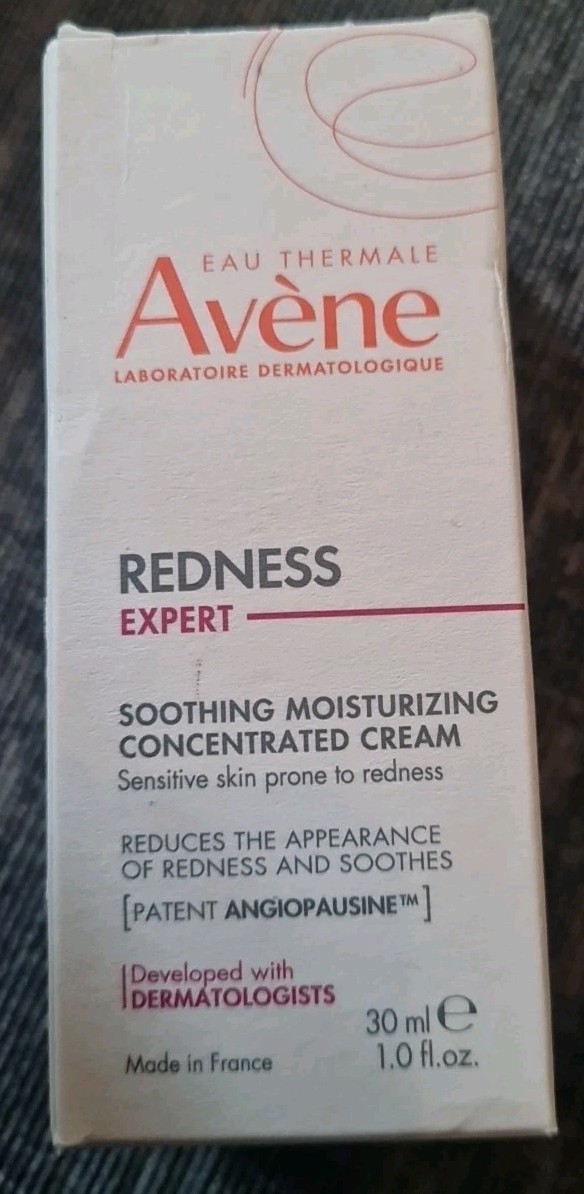 EAU THERMALE
Avène
LABORATOIRE DERMATOLOGIQUE
REDNESS
EXPERT
SOOTHING MOISTURIZING
CONCENTRATED CREAM
Sensitive skin prone to redness
REDUCES THE APPEARANCE
OF REDNESS AND SOOTHES
[PATENT ANGIOPAUSINE™]
Developed with
DERMATOLOGISTS
30 ml ℮
1.0 fl.oz.
Made in France